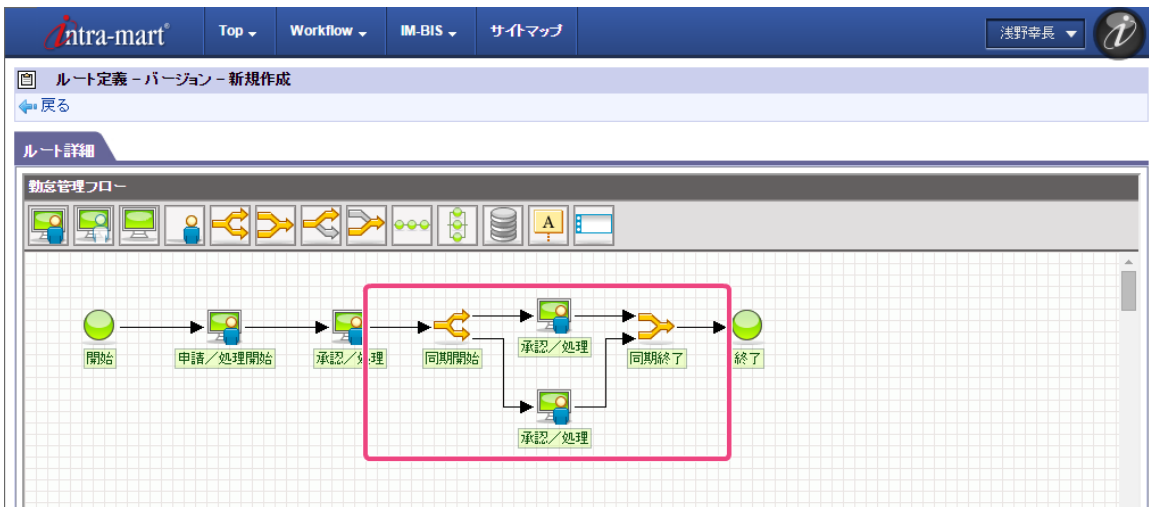 intra-mart® Top Workflow IM-BIS サイトマップ 浅野幸長
ルート定義 – バージョン – 新規作成
戻る
ルート詳細
勤怠管理フロー
A
開始 申請／処理開始 承認／処理 同期開始 承認／処理 同期終了 終了
承認／処理